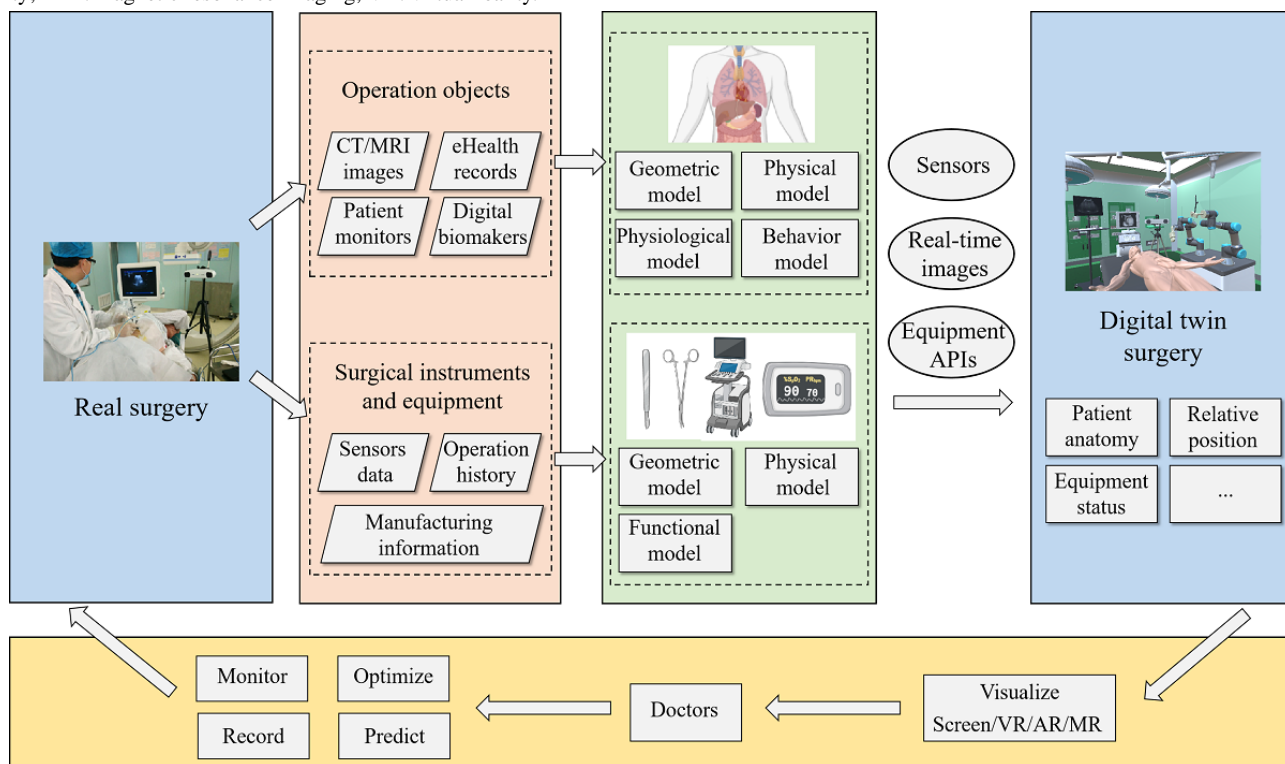 Real surgery
Operation objects
CT/MRI
images
eHealth
records
Patient
monitors
Digital
biomakers
Surgical instruments
and equipment
Sensors
data
Operation
history
Manufacturing
information
Geometric
model
Physical
model
Physiological
model
Behavior
model
90 70
Geometric
model
Physical
model
Functional
model
Sensors
Real-time
images
Equipment
APIs
Digital twin
surgery
Patient
anatomy
Relative
position
Equipment
status
...
Monitor
Optimize
Record
Predict
Doctors
Visualize
Screen/VR/AR/MR